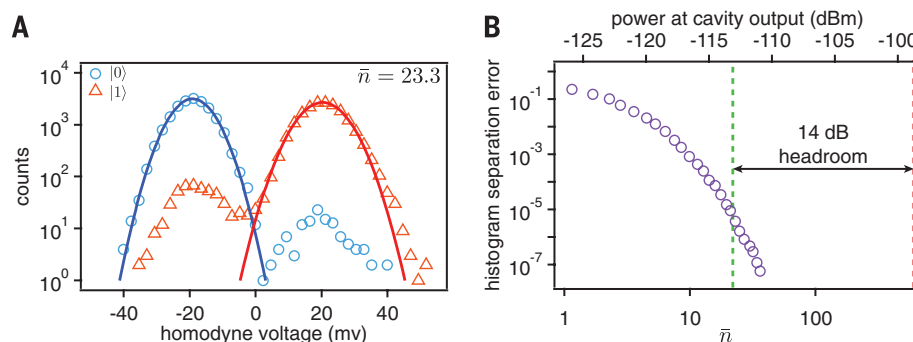 A
counts
10⁴
10³
10²
10¹
10⁰
|0⟩
|1⟩
n̄ = 23.3
-40 -20 0 20 40
homodyne voltage (mv)
B
power at cavity output (dBm)
-125 -120 -115 -110 -105 -100
histogram separation error
10⁻¹
10⁻³
10⁻⁵
10⁻⁷
14 dB
headroom
1 10 100
n̄